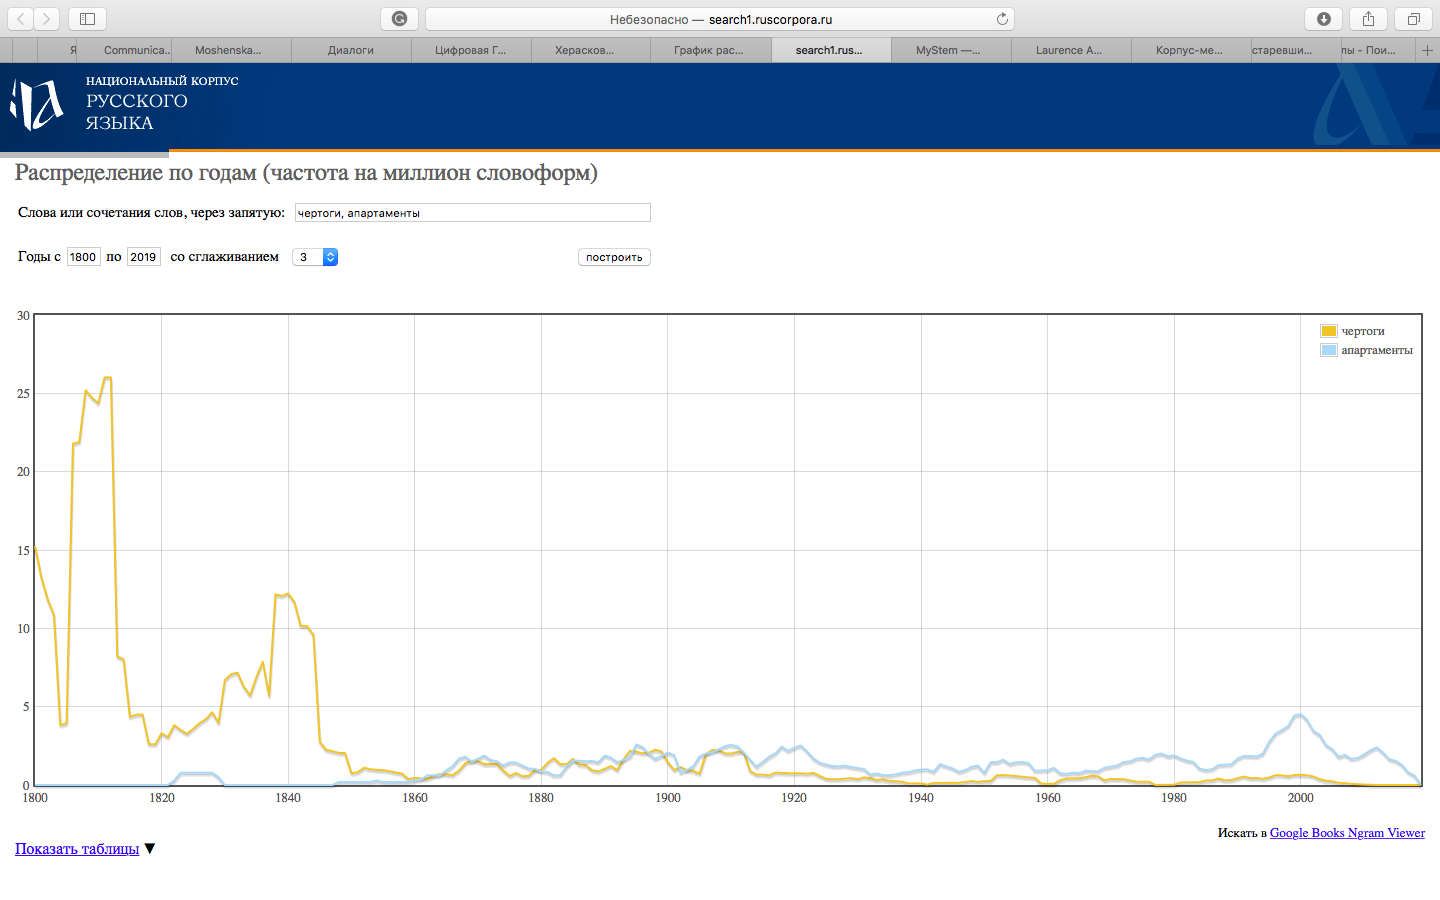 Небезопасно — search1.ruscorpora.ru
Я Communica... Moshenska... Диалоги Цифровая Г... Херасков... График рас... search1.rus... MyStem —... Laurence A... Корпус-ме... старевши... лы - Пои...
НАЦИОНАЛЬНЫЙ КОРПУС
РУССКОГО
ЯЗЫКА
Распределение по годам (частота на миллион словоформ)
Слова или сочетания слов, через запятую: чертоги, апартаменты
Годы с 1800 по 2019 со сглаживанием 3 построить
30
25
20
15
10
5
0
чертоги
апартаменты
1800 1820 1840 1860 1880 1900 1920 1940 1960 1980 2000
Искать в Google Books Ngram Viewer
Показать таблицы ▼